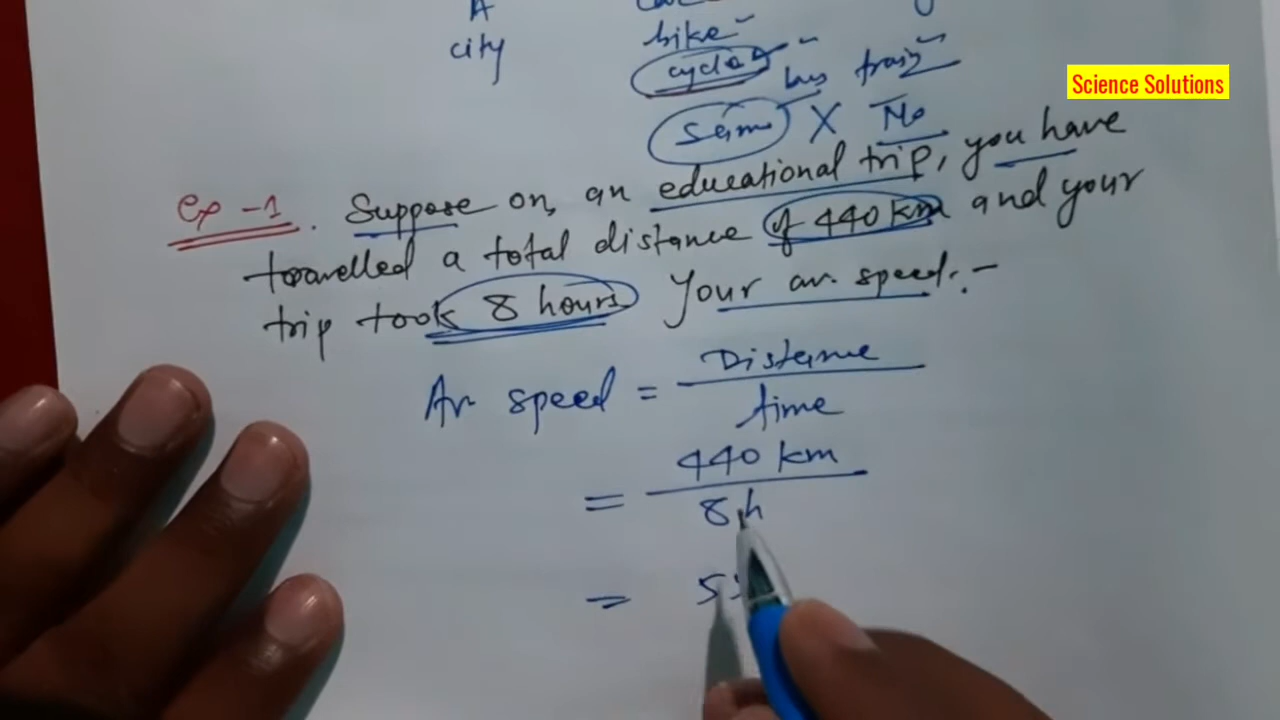 A
city
bike
cycle
bus train
Same X No
Science Solutions
ex -1. Suppose on, an educational trip, you have
travelled a total distance of 440 km and your
trip took 8 hours. Your av. speed. -
Av speed = Distance
time
= 440 km
8 h
= 55